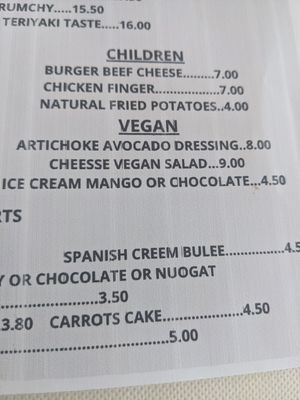 RUMCHY.....15.50
TERIYAKI TASTE....16.00
CHILDREN
BURGER BEEF CHEESE.........7.00
CHICKEN FINGER...............7.00
NATURAL FRIED POTATOES..4.00
VEGAN
ARTICHOKE AVOCADO DRESSING..8.00
CHEESSE VEGAN SALAD...9.00
ICE CREAM MANGO OR CHOCOLATE...4.50
RTS
SPANISH CREEM BULEE...............4.5
Y OR CHOCOLATE OR NUOGAT
......................3.50
3.80 CARROTS CAKE.....................4.50
....................................5.00